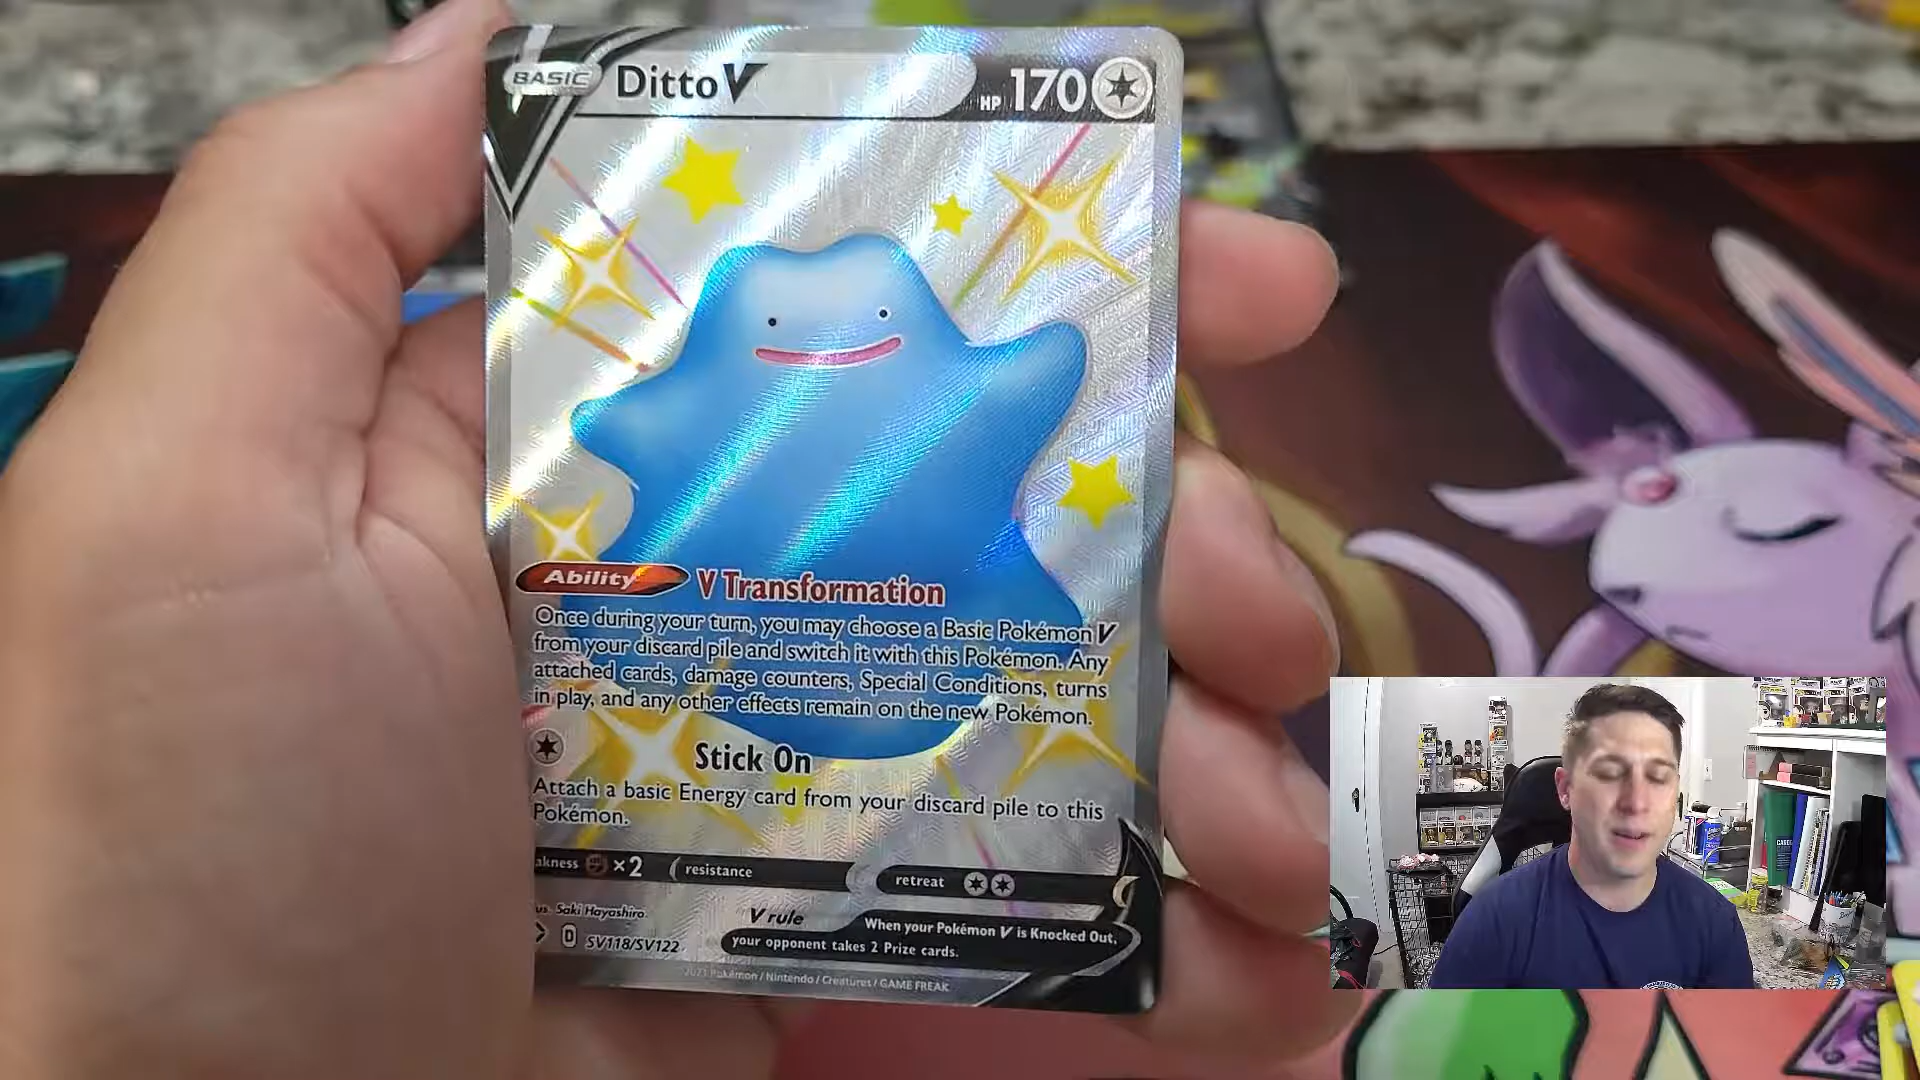 BASIC Ditto V HP 170
Ability V Transformation
Once during your turn, you may choose a Basic Pokémon V
from your discard pile and switch it with this Pokémon. Any
attached cards, damage counters, Special Conditions, turns
in play, and any other effects remain on the new Pokémon.
Stick On
Attach a basic Energy card from your discard pile to this
Pokémon.
akness ×2 resistance retreat
us. Saki Hayashiro
D SV118/SV122
V rule When your Pokémon V is Knocked Out,
your opponent takes 2 Prize cards.
Pokémon / Nintendo / Creatures / GAME FREAK